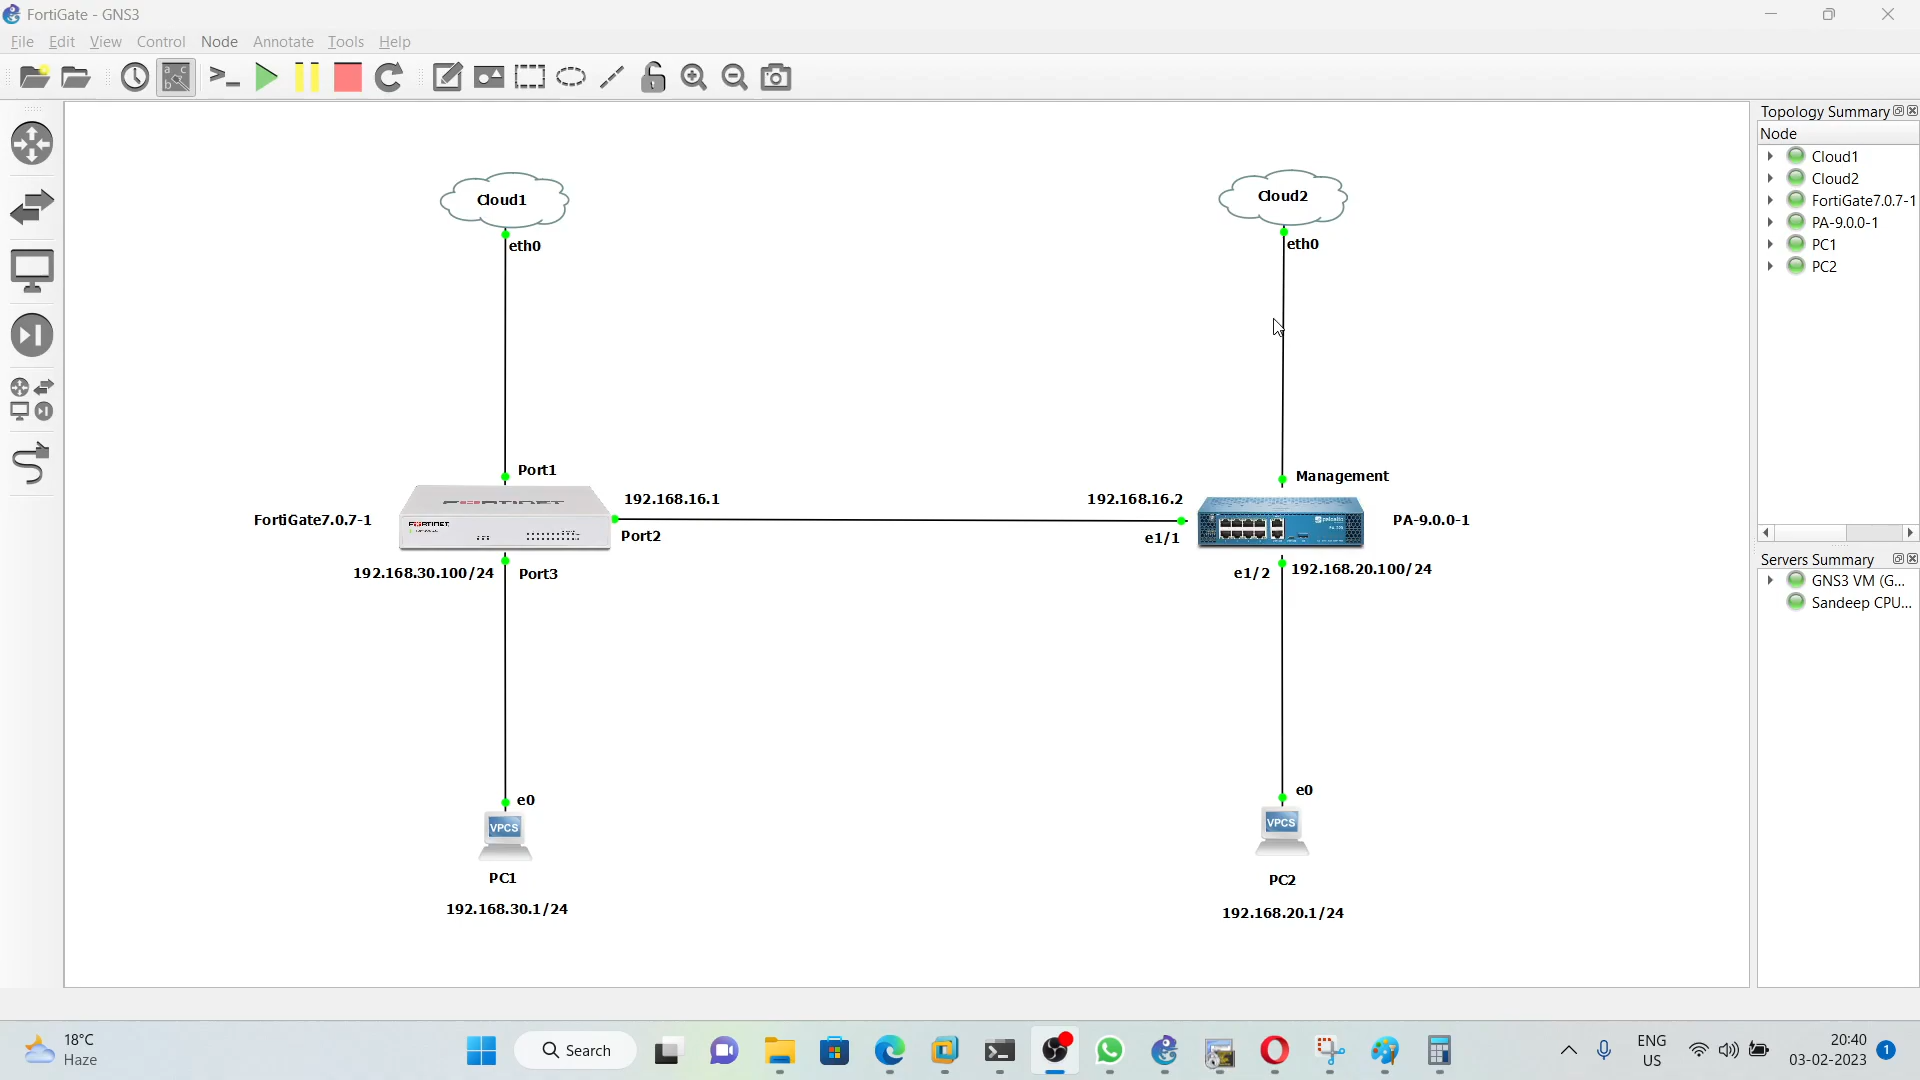 FortiGate - GNS3
File Edit View Control Node Annotate Tools Help
Topology Summary
Node
Cloud1
Cloud2
FortiGate7.0.7-1
PA-9.0.0-1
PC1
PC2
Servers Summary
GNS3 VM (G...
Sandeep CPU...
Cloud1
eth0
Cloud2
eth0
Port1
FORTINET
FORTINET
FortiGate7.0.7-1
192.168.16.1
Port2
192.168.30.100/24
Port3
Management
192.168.16.2
e1/1
paloalto
PA-9.0.0-1
e1/2
192.168.20.100/24
e0
VPCS
PC1
192.168.30.1/24
e0
VPCS
PC2
192.168.20.1/24
18°C
Haze
Search
ENG
US
20:40
03-02-2023
1